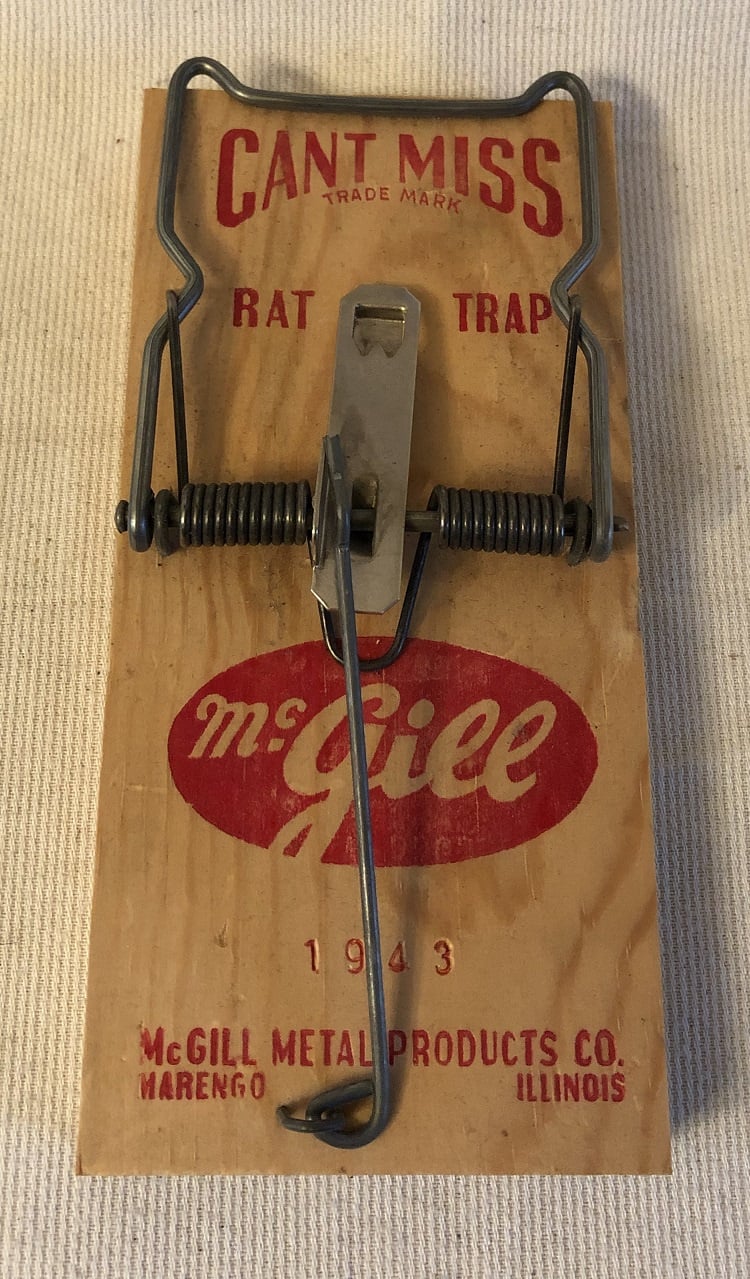 CANT MISS
TRADE MARK
RAT TRAP
McGill
1943
McGILL METAL PRODUCTS CO.
MARENGO ILLINOIS